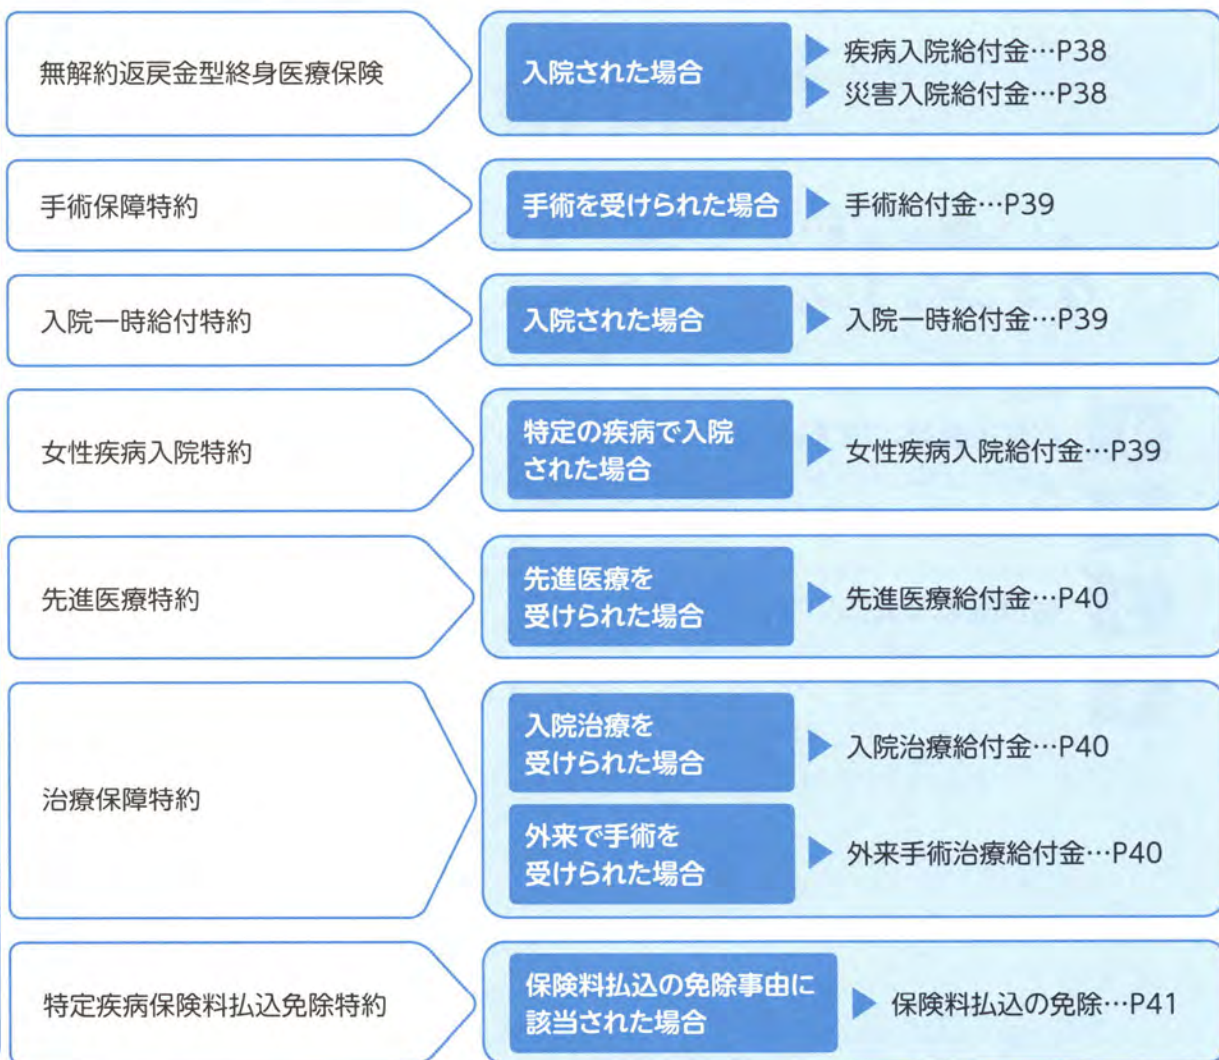 無解約返戻金型終身医療保険
入院された場合
疾病入院給付金…P38
災害入院給付金…P38
手術保障特約
手術を受けられた場合
手術給付金…P39
入院一時給付特約
入院された場合
入院一時給付金…P39
女性疾病入院特約
特定の疾病で入院
された場合
女性疾病入院給付金…P39
先進医療特約
先進医療を
受けられた場合
先進医療給付金…P40
治療保障特約
入院治療を
受けられた場合
入院治療給付金…P40
外来で手術を
受けられた場合
外来手術治療給付金…P40
特定疾病保険料払込免除特約
保険料払込の免除事由に
該当された場合
保険料払込の免除…P41